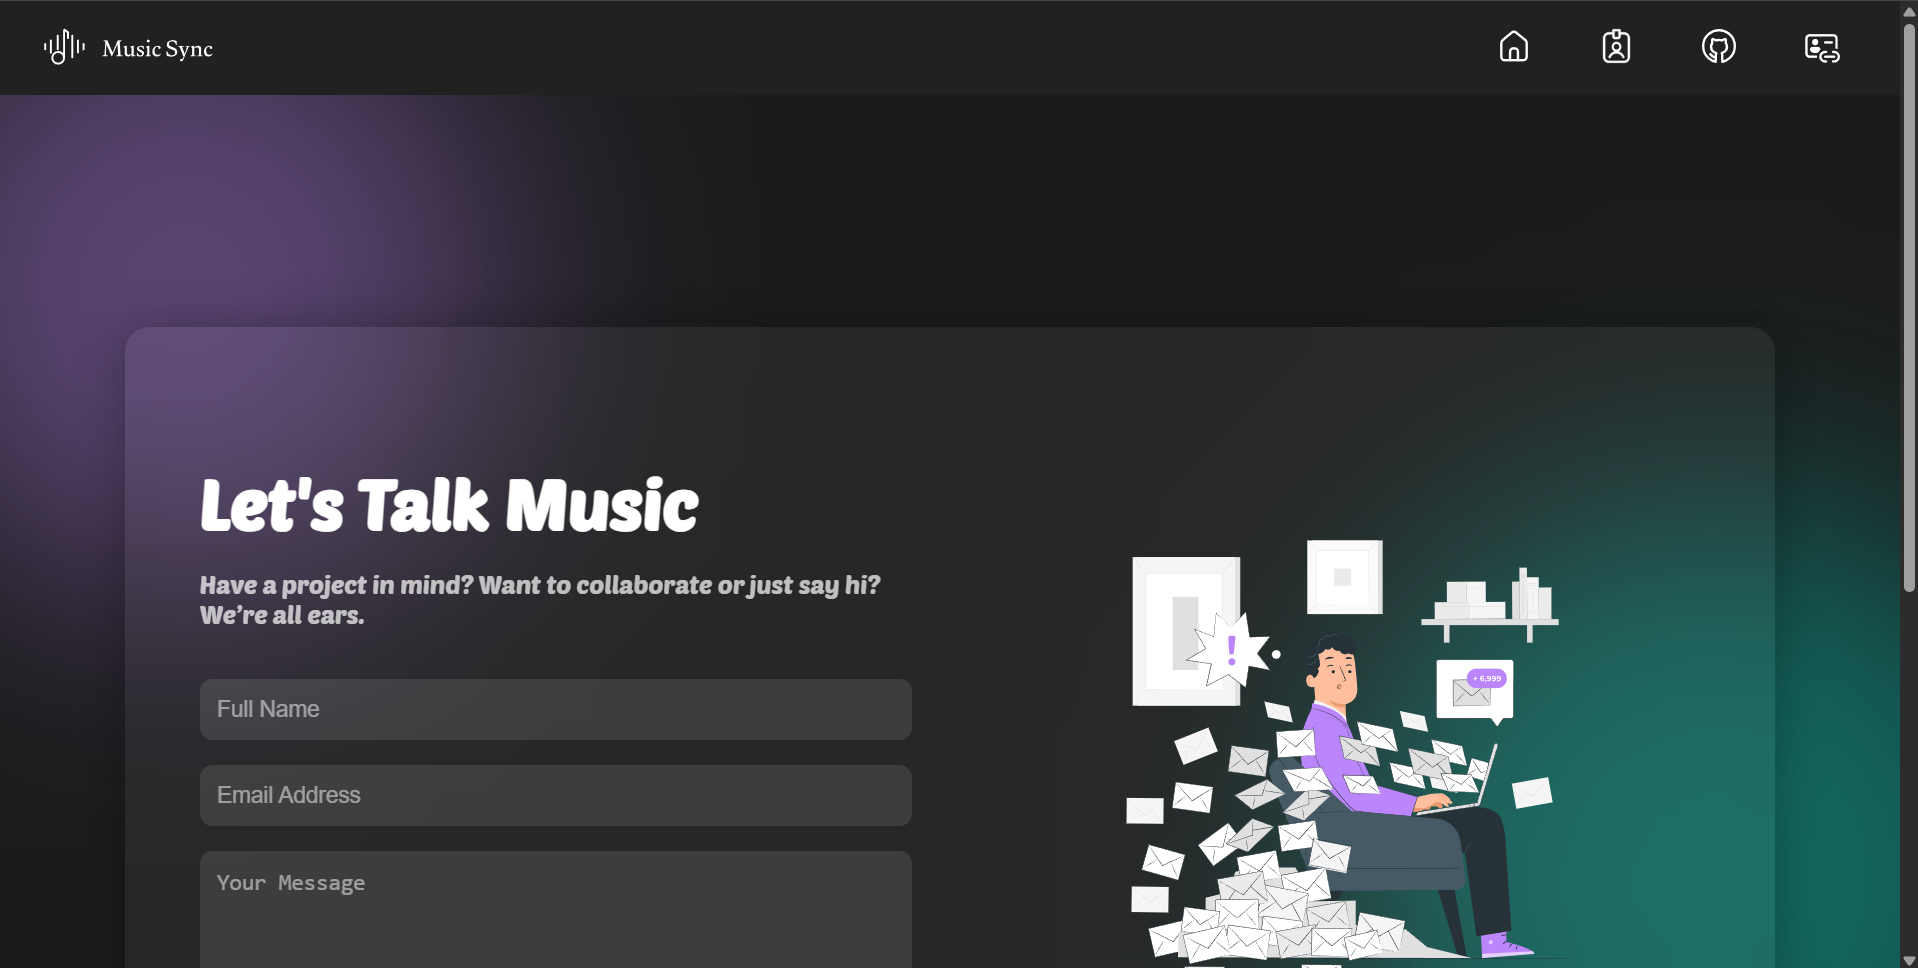 Music Sync
Let's Talk Music
Have a project in mind? Want to collaborate or just say hi?
We’re all ears.
Full Name
Email Address
Your Message
!
+ 6,999